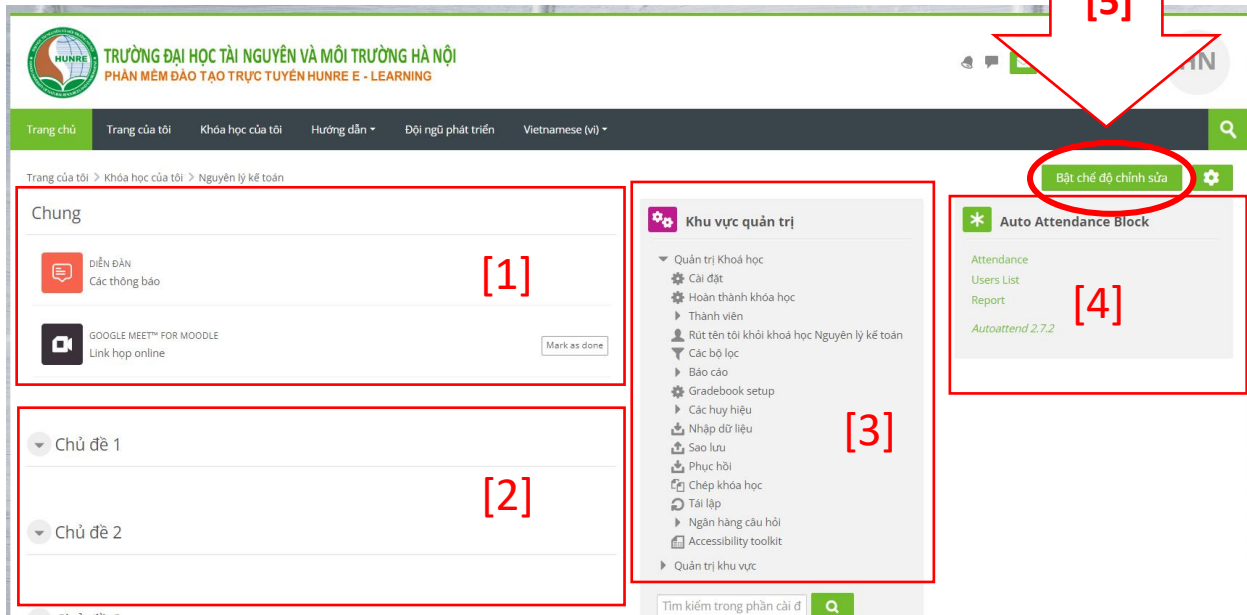 [5]
HUNRE
TRƯỜNG ĐẠI HỌC TÀI NGUYÊN VÀ MÔI TRƯỜNG HÀ NỘI
PHẦN MỀM ĐÀO TẠO TRỰC TUYẾN HUNRE E - LEARNING
HN
Trang chủ
Trang của tôi
Khóa học của tôi
Hướng dẫn
Đội ngũ phát triển
Vietnamese (vi)
Trang của tôi > Khóa học của tôi > Nguyên lý kế toán
Bật chế độ chỉnh sửa
Chung
DIỄN ĐÀN
Các thông báo
[1]
GOOGLE MEET™ FOR MOODLE
Link họp online
Mark as done
Chủ đề 1
[2]
Chủ đề 2
Khu vực quản trị
Quản trị Khoá học
Cài đặt
Hoàn thành khóa học
Thành viên
Rút tên tôi khỏi khoá học Nguyên lý kế toán
Các bộ lọc
Báo cáo
Gradebook setup
Các huy hiệu
[3]
Nhập dữ liệu
Sao lưu
Phục hồi
Chép khóa học
Tái lập
Ngân hàng câu hỏi
Accessibility toolkit
Quản trị khu vực
Tìm kiếm trong phần cài đ
Auto Attendance Block
Attendance
Users List
Report
[4]
Autoattend 2.7.2